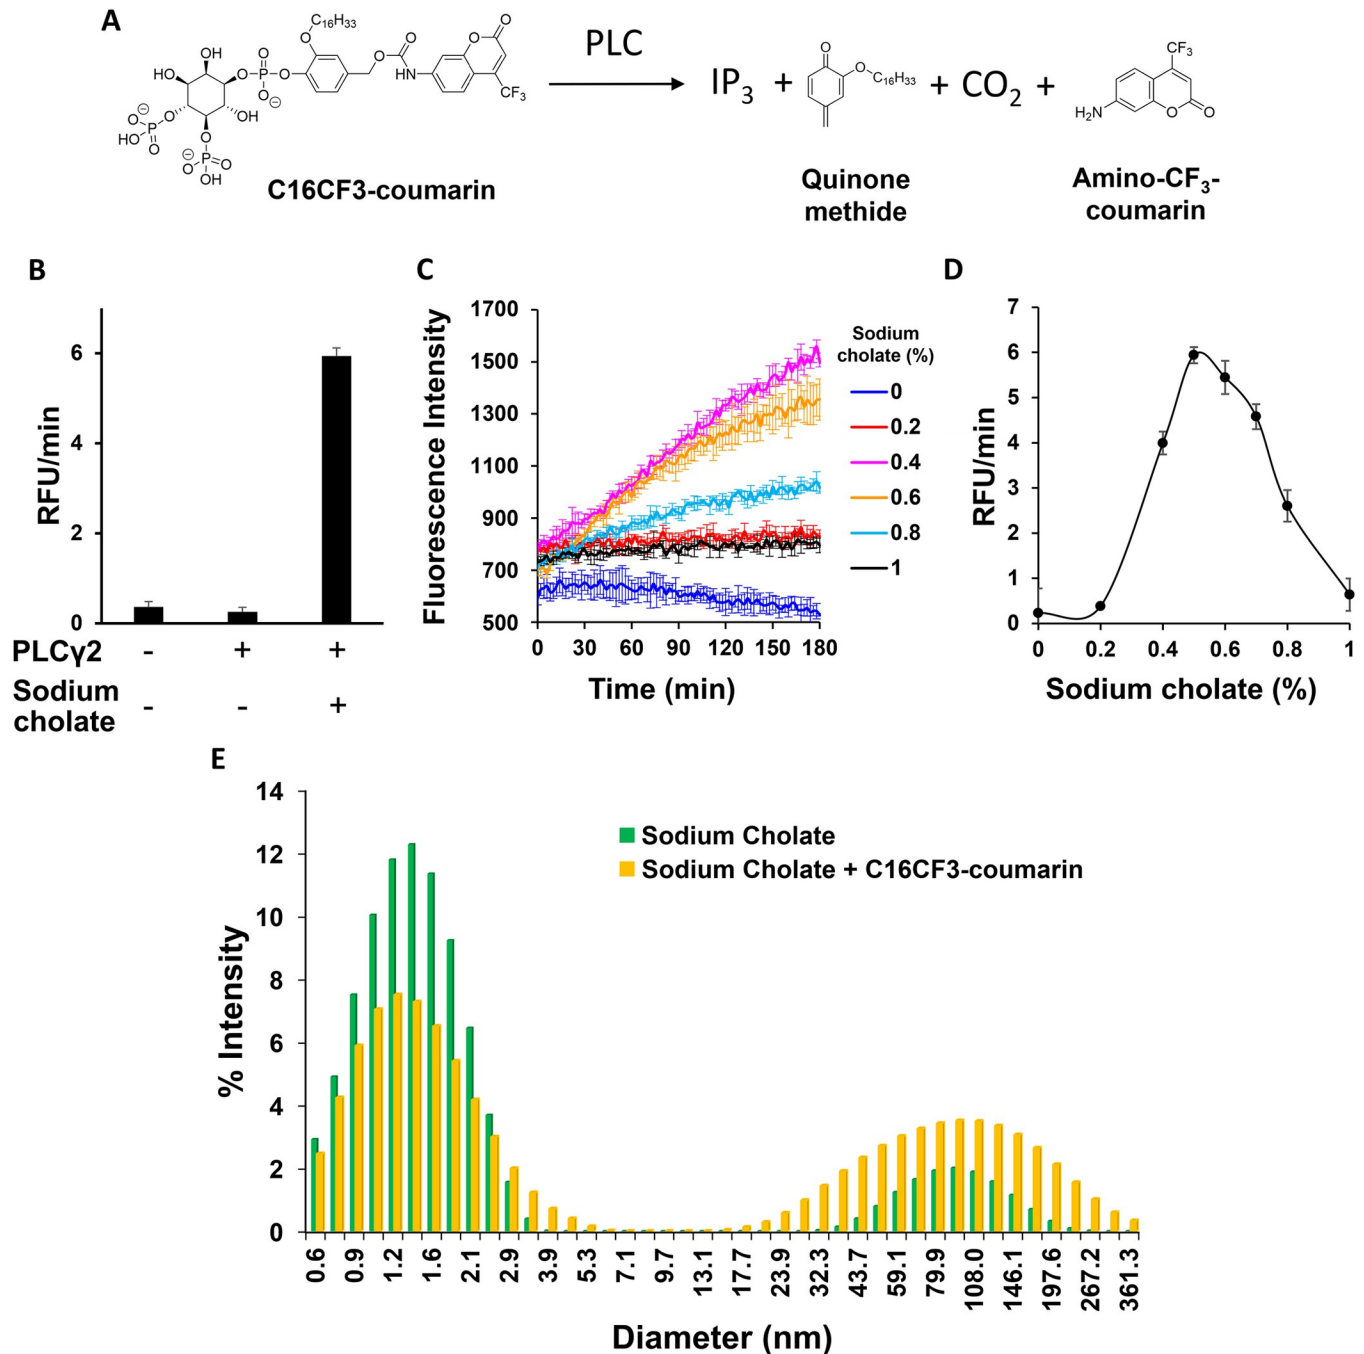 A
C₁₆H₃₃
O
O
O
O
O
OH
HO
O
P
O
O
O
NH
O⊖
CF₃
HO
OH
O
⊖O
P
HO
O
O
⊖O
P
O
OH
C16CF3-coumarin
PLC
IP₃ +
O
O
C₁₆H₃₃
+ CO₂ +
CF₃
H₂N
O
O
Quinone
methide
Amino-CF₃-
coumarin
B
RFU/min
6
4
2
0
PLCγ2 - + +
Sodium
cholate - - +
C
Fluorescence Intensity
1700
1500
1300
1100
900
700
500
0 30 60 90 120 150 180
Time (min)
Sodium
cholate (%)
0
0.2
0.4
0.6
0.8
1
D
RFU/min
7
6
5
4
3
2
1
0
0 0.2 0.4 0.6 0.8 1
Sodium cholate (%)
E
% Intensity
14
12
10
8
6
4
2
0
Sodium Cholate
Sodium Cholate + C16CF3-coumarin
0.6 0.9 1.2 1.6 2.1 2.9 3.9 5.3 7.1 9.7 13.1 17.7 23.9 32.3 43.7 59.1 79.9 108.0 146.1 197.6 267.2 361.3
Diameter (nm)